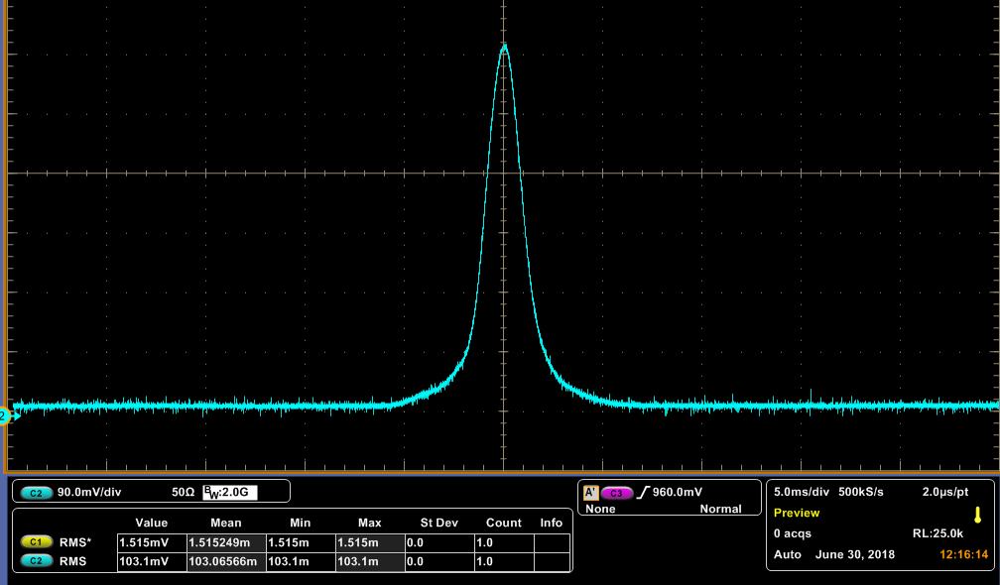 2
C2 90.0mV/div 50Ω BW:2.0G
A' C3 960.0mV
None Normal
5.0ms/div 500kS/s 2.0µs/pt
Preview
0 acqs RL:25.0k
Auto June 30, 2018 12:16:14
Value Mean Min Max St Dev Count Info
C1 RMS* 1.515mV 1.515249m 1.515m 1.515m 0.0 1.0
C2 RMS 103.1mV 103.06566m 103.1m 103.1m 0.0 1.0